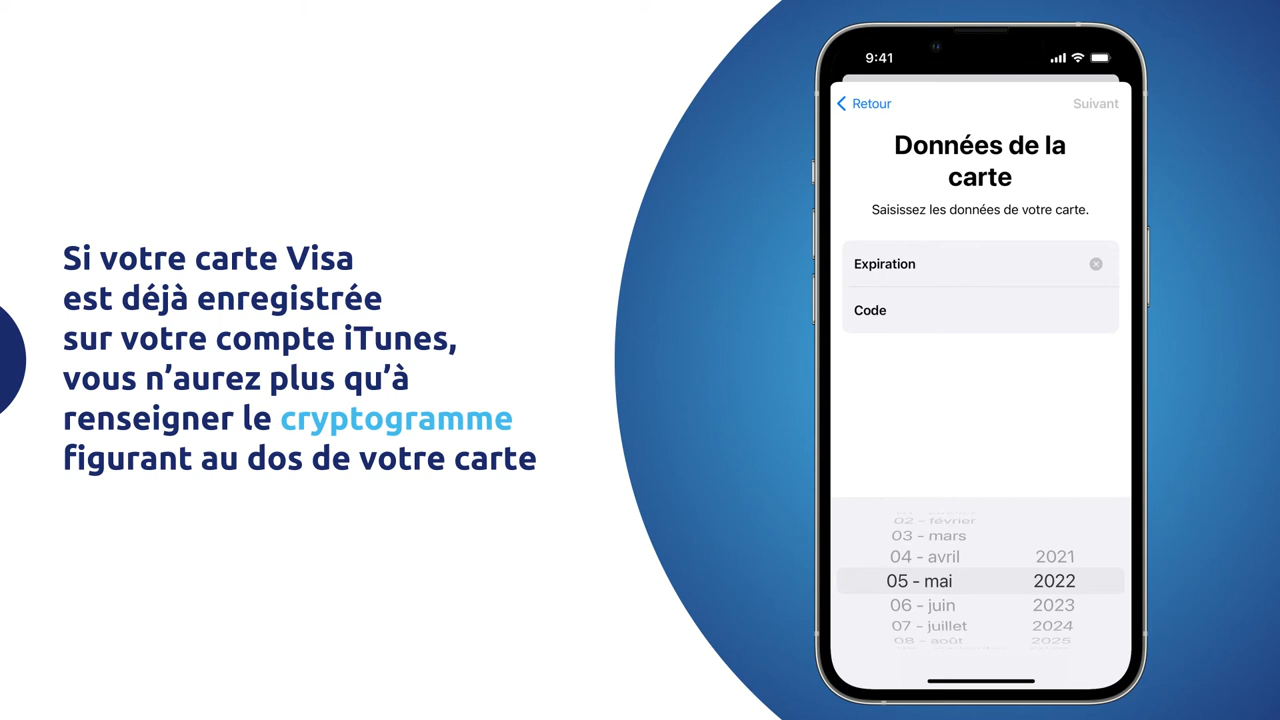 Si votre carte Visa
est déjà enregistrée
sur votre compte iTunes,
vous n’aurez plus qu’à
renseigner le cryptogramme
figurant au dos de votre carte
9:41
Retour
Suivant
Données de la
carte
Saisissez les données de votre carte.
Expiration
Code
02 - février
03 - mars
04 - avril 2021
05 - mai 2022
06 - juin 2023
07 - juillet 2024
08 - août 2025